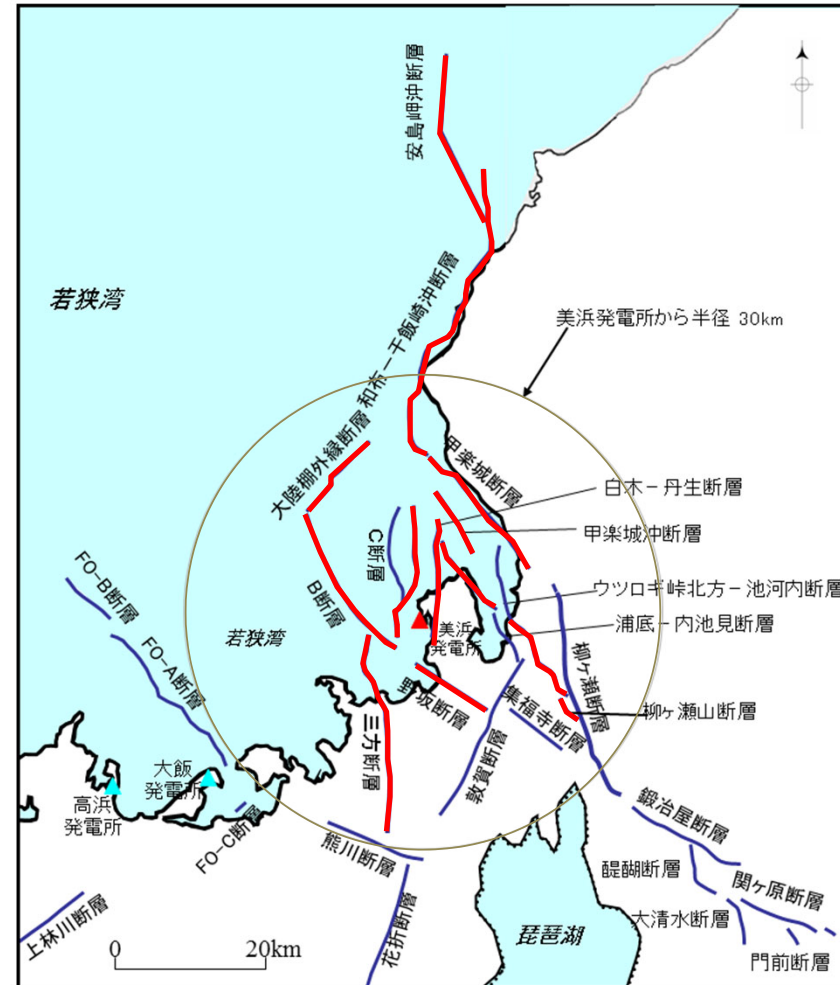 安島岬沖断層
若狭湾
和布－干飯崎沖断層
美浜発電所から半径 30km
大陸棚外縁断層
甲楽城断層
白木－丹生断層
C断層
甲楽城沖断層
FO-B断層
ウツロギ峠北方－池河内断層
B断層
若狭湾
美浜
発電所
浦底－内池見断層
FO-A断層
柳ヶ瀬断層
野坂断層
集福寺断層
柳ヶ瀬山断層
三方断層
敦賀断層
大飯
発電所
高浜
発電所
FO-C断層
熊川断層
鍛冶屋断層
醍醐断層
関ヶ原断層
上林川断層
0
20km
花折断層
琵琶湖
大清水断層
門前断層